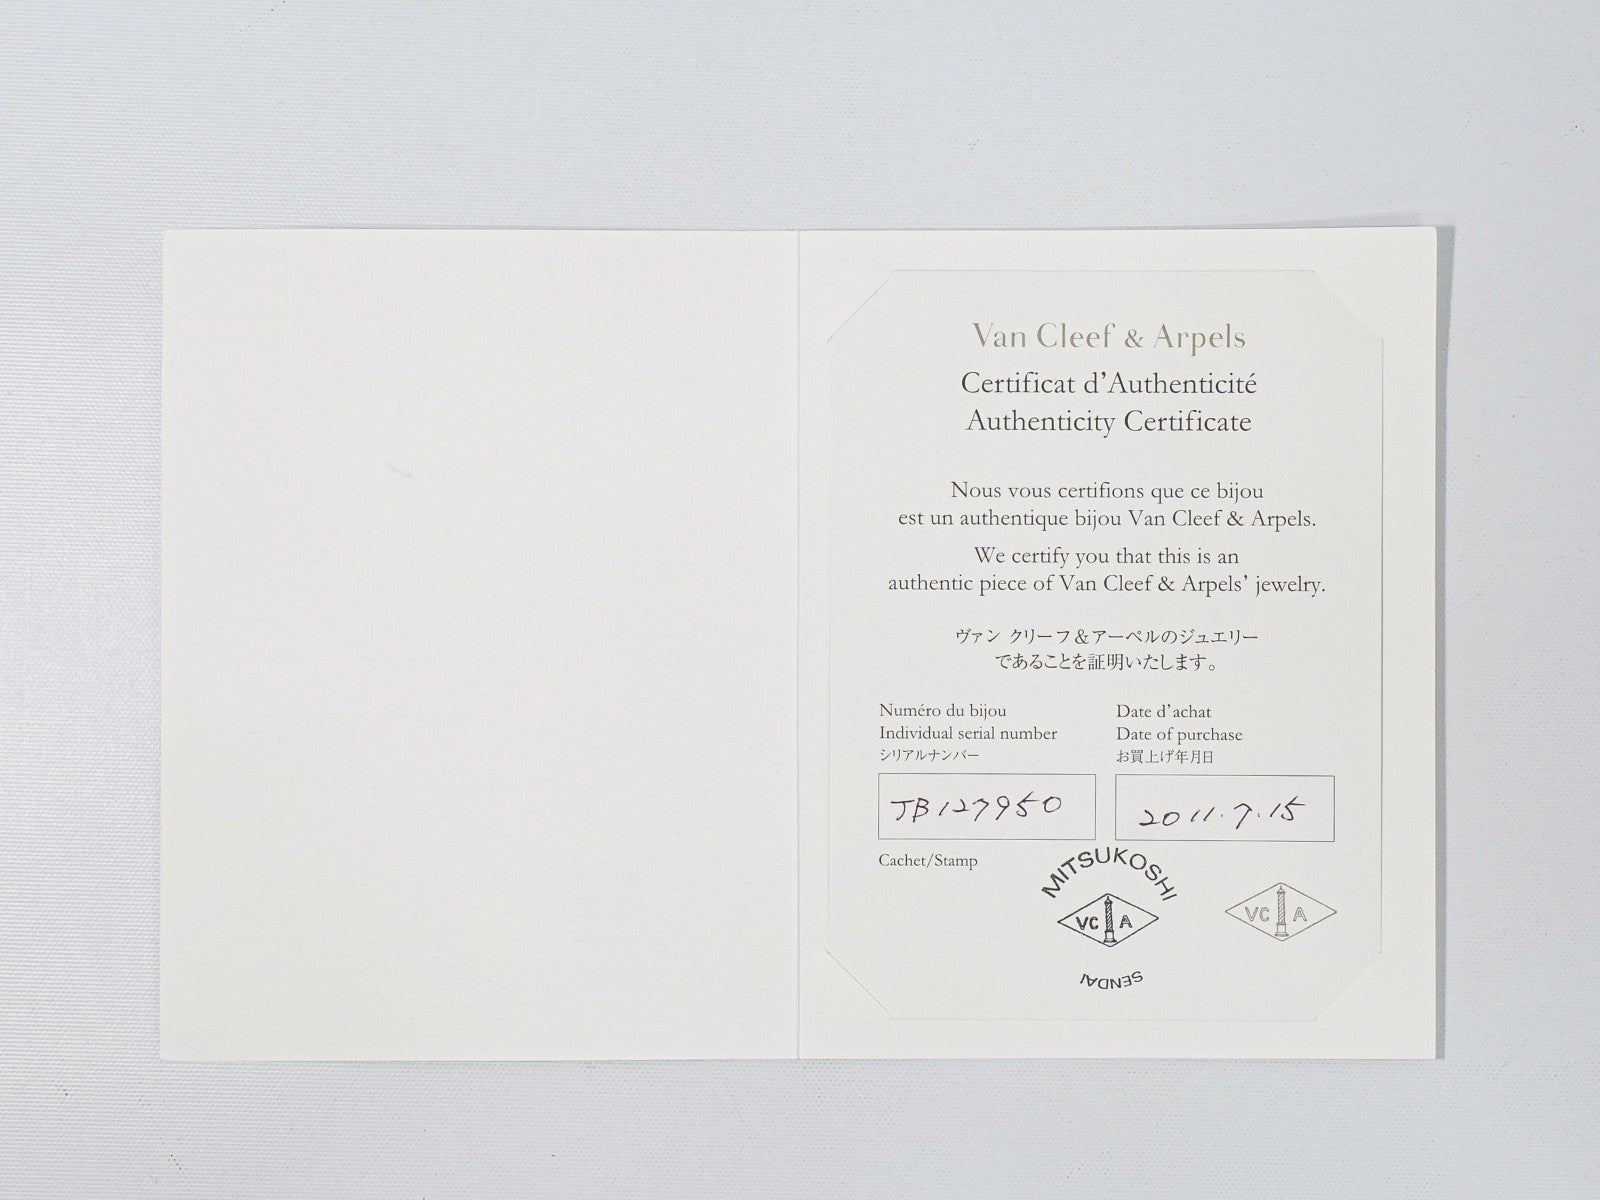 Van Cleef & Arpels
Certificat d'Authenticité
Authenticity Certificate
Nous vous certifions que ce bijou
est un authentique bijou Van Cleef & Arpels.
We certify you that this is an
authentic piece of Van Cleef & Arpels' jewelry.
ヴァン クリーフ&アーペルのジュエリー
であることを証明いたします。
Numéro du bijou
Individual serial number
シリアルナンバー
JB127950
Date d'achat
Date of purchase
お買上げ年月日
2011.7.15
Cachet/Stamp
MITSUKOSHI
VC A
SENDAI
VC A